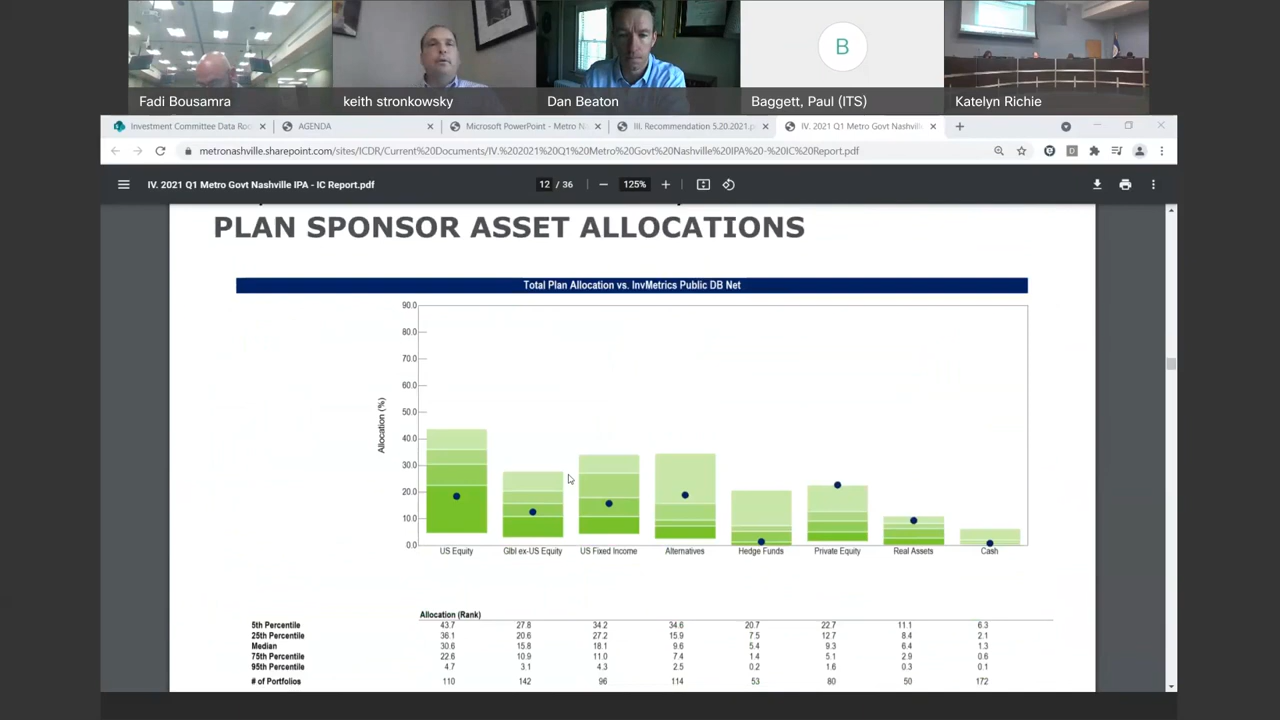 B
Fadi Bousamra
keith stronkowsky
Dan Beaton
Baggett, Paul (ITS)
Katelyn Richie
Investment Committee Data Roo
AGENDA
Microsoft PowerPoint - Metro N
III. Recommendation 5.20.2021.p
IV. 2021 Q1 Metro Govt Nashvill
metronashville.sharepoint.com/sites/ICDR/Current%20Documents/IV.%202021%20Q1%20Metro%20Govt%20Nashville%20IPA%20-%20IC%20Report.pdf
IV. 2021 Q1 Metro Govt Nashville IPA - IC Report.pdf
12 / 36
125%
PLAN SPONSOR ASSET ALLOCATIONS
Total Plan Allocation vs. InvMetrics Public DB Net
90.0
80.0
70.0
60.0
50.0
40.0
30.0
20.0
10.0
0.0
Allocation (%)
US Equity Glbl ex-US Equity US Fixed Income Alternatives Hedge Funds Private Equity Real Assets Cash
Allocation (Rank)
5th Percentile 43.7 27.8 34.2 34.6 20.7 22.7 11.1 6.3
25th Percentile 36.1 20.6 27.2 15.9 7.5 12.7 8.4 2.1
Median 30.6 15.8 18.1 9.6 5.4 9.3 6.4 1.3
75th Percentile 22.6 10.9 11.0 7.4 1.4 5.1 2.9 0.6
95th Percentile 4.7 3.1 4.3 2.5 0.2 1.6 0.3 0.1
# of Portfolios 110 142 96 114 53 80 50 172